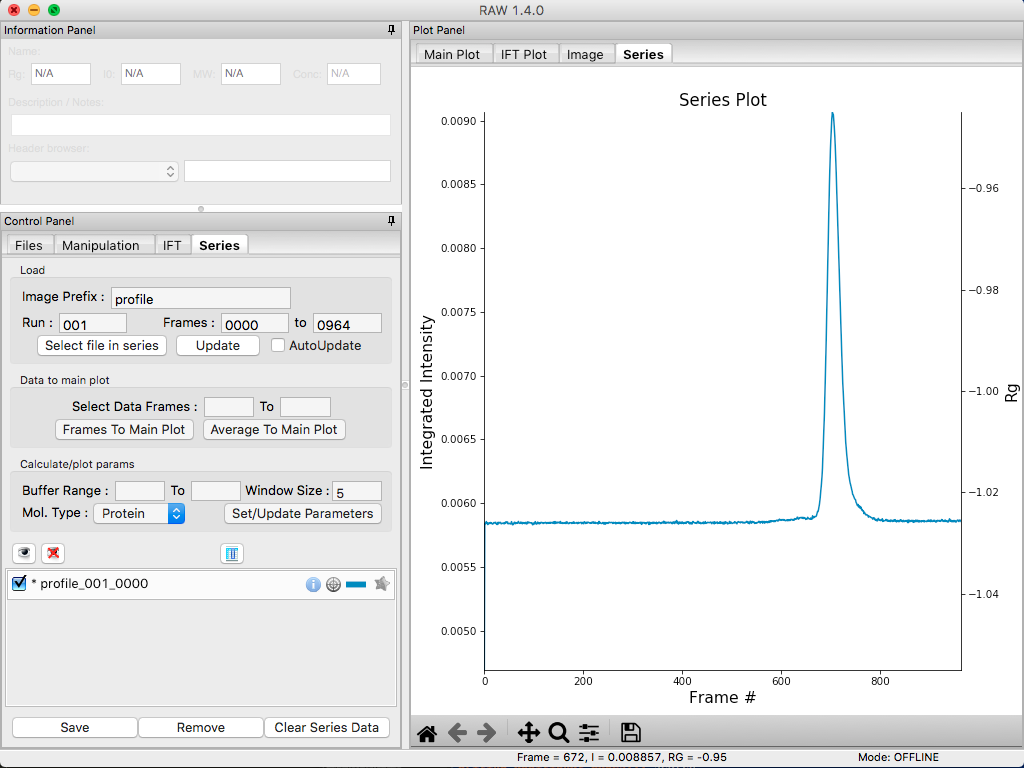 RAW 1.4.0
Information Panel
Name:
Rg: N/A I0: N/A MW: N/A Conc: N/A
Description / Notes:
Header browser:
Control Panel
Files Manipulation IFT Series
Load
Image Prefix : profile
Run : 001 Frames : 0000 to 0964
Select file in series Update AutoUpdate
Data to main plot
Select Data Frames : To
Frames To Main Plot Average To Main Plot
Calculate/plot params
Buffer Range : To Window Size : 5
Mol. Type : Protein Set/Update Parameters
* profile_001_0000
Save Remove Clear Series Data
Plot Panel
Main Plot IFT Plot Image Series
Series Plot
0.0090
0.0085
0.0080
0.0075
0.0070
0.0065
0.0060
0.0055
0.0050
Integrated Intensity
−0.96
−0.98
−1.00
−1.02
−1.04
Rg
0 200 400 600 800
Frame #
Frame = 672, I = 0.008857, RG = -0.95 Mode: OFFLINE